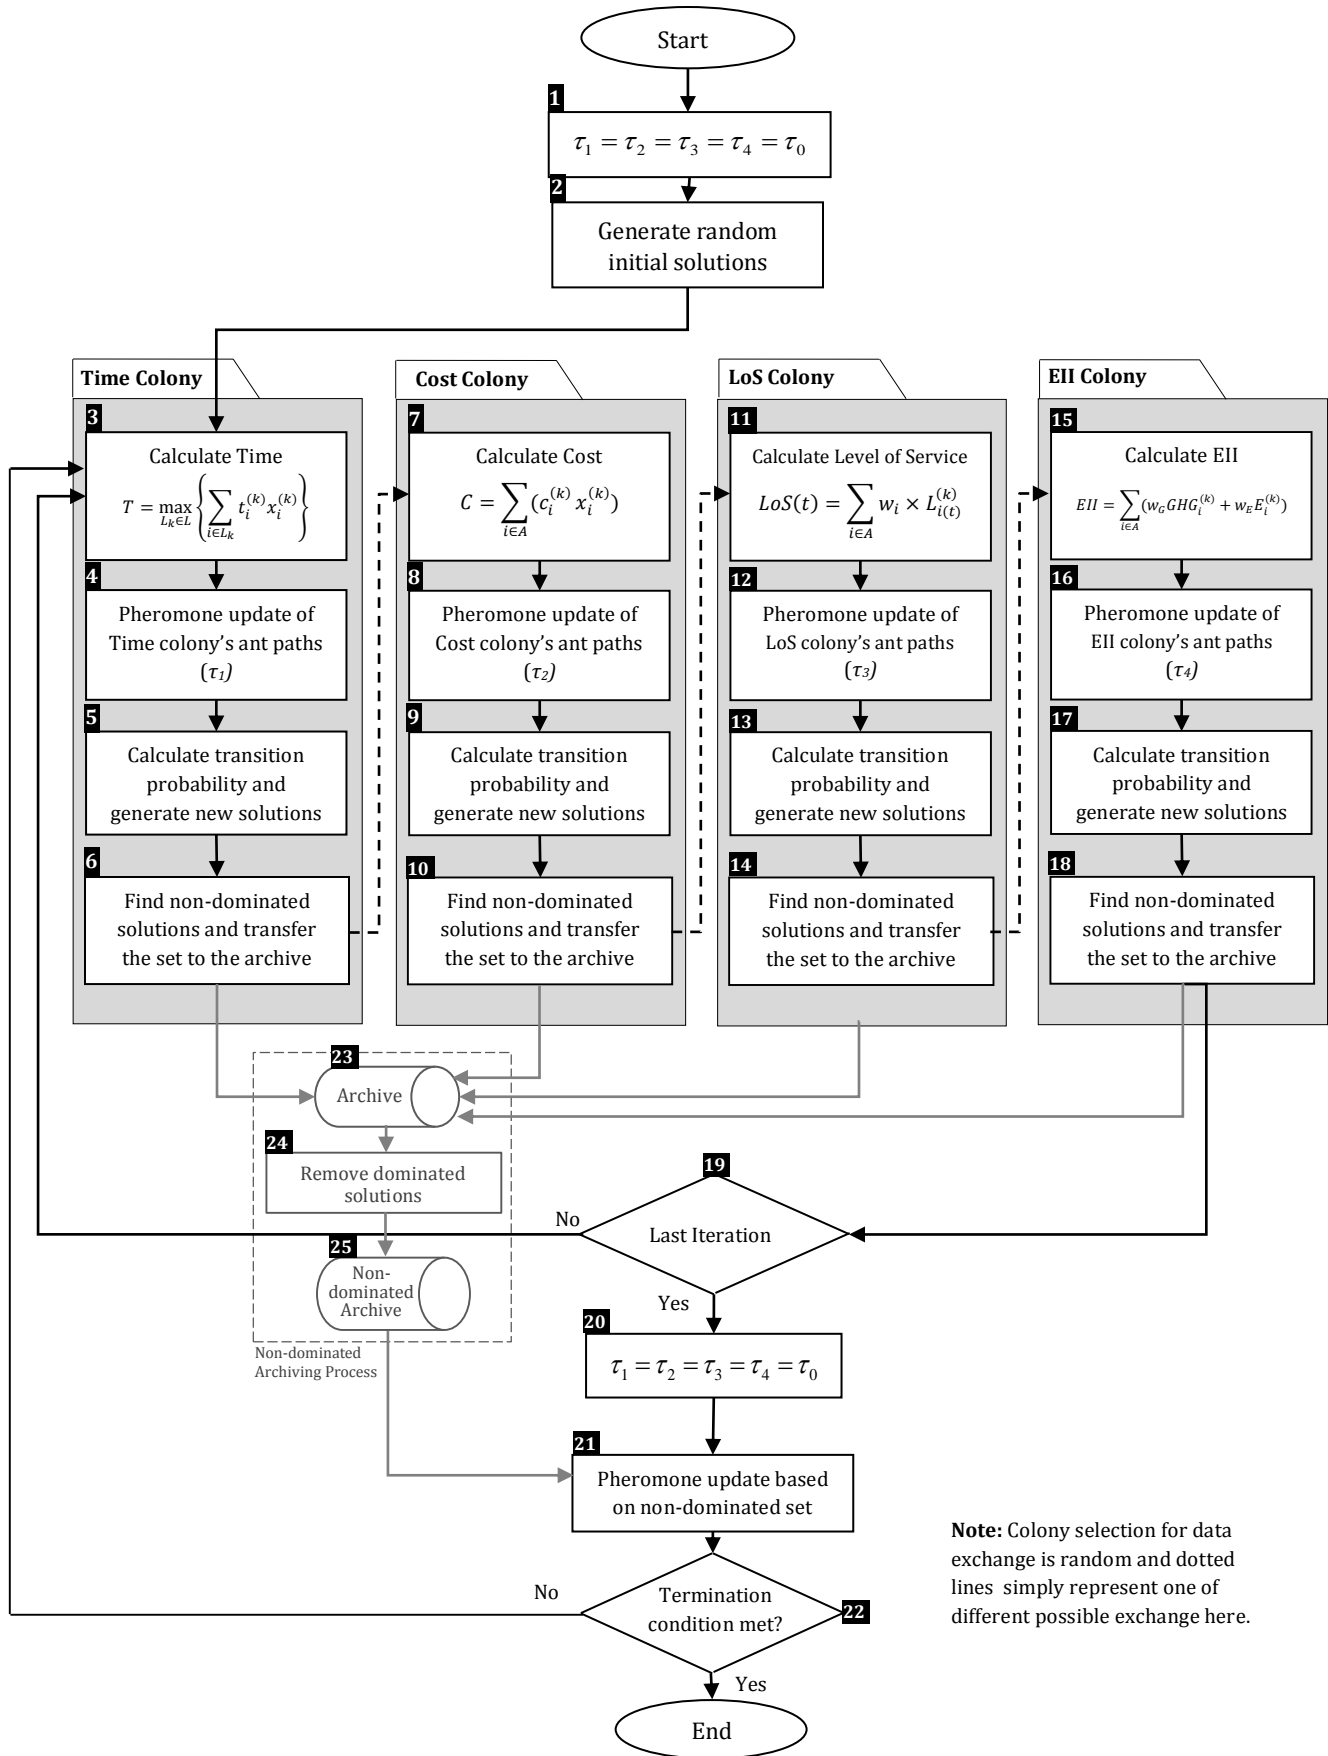 Start
1
τ₁ = τ₂ = τ₃ = τ₄ = τ₀
2
Generate random
initial solutions
Time Colony
3
Calculate Time
T = max_{L_k∈L} { ∑_{i∈L_k} t_i^{(k)} x_i^{(k)} }
4
Pheromone update of
Time colony’s ant paths
(τ₁)
5
Calculate transition
probability and
generate new solutions
6
Find non-dominated
solutions and transfer
the set to the archive
Cost Colony
7
Calculate Cost
C = ∑_{i∈A} (c_i^{(k)} x_i^{(k)})
8
Pheromone update of
Cost colony’s ant paths
(τ₂)
9
Calculate transition
probability and
generate new solutions
10
Find non-dominated
solutions and transfer
the set to the archive
LoS Colony
11
Calculate Level of Service
LoS(t) = ∑_{i∈A} w_i × L_{i(t)}^{(k)}
12
Pheromone update of
LoS colony’s ant paths
(τ₃)
13
Calculate transition
probability and
generate new solutions
14
Find non-dominated
solutions and transfer
the set to the archive
EII Colony
15
Calculate EII
EII = ∑_{i∈A} (w_G GHG_i^{(k)} + w_E E_i^{(k)})
16
Pheromone update of
EII colony’s ant paths
(τ₄)
17
Calculate transition
probability and
generate new solutions
18
Find non-dominated
solutions and transfer
the set to the archive
23
Archive
24
Remove dominated
solutions
25
Non-
dominated
Archive
Non-dominated
Archiving Process
19
Last Iteration
No
Yes
20
τ₁ = τ₂ = τ₃ = τ₄ = τ₀
21
Pheromone update based
on non-dominated set
22
Termination
condition met?
No
Yes
End
Note: Colony selection for data
exchange is random and dotted
lines simply represent one of
different possible exchange here.